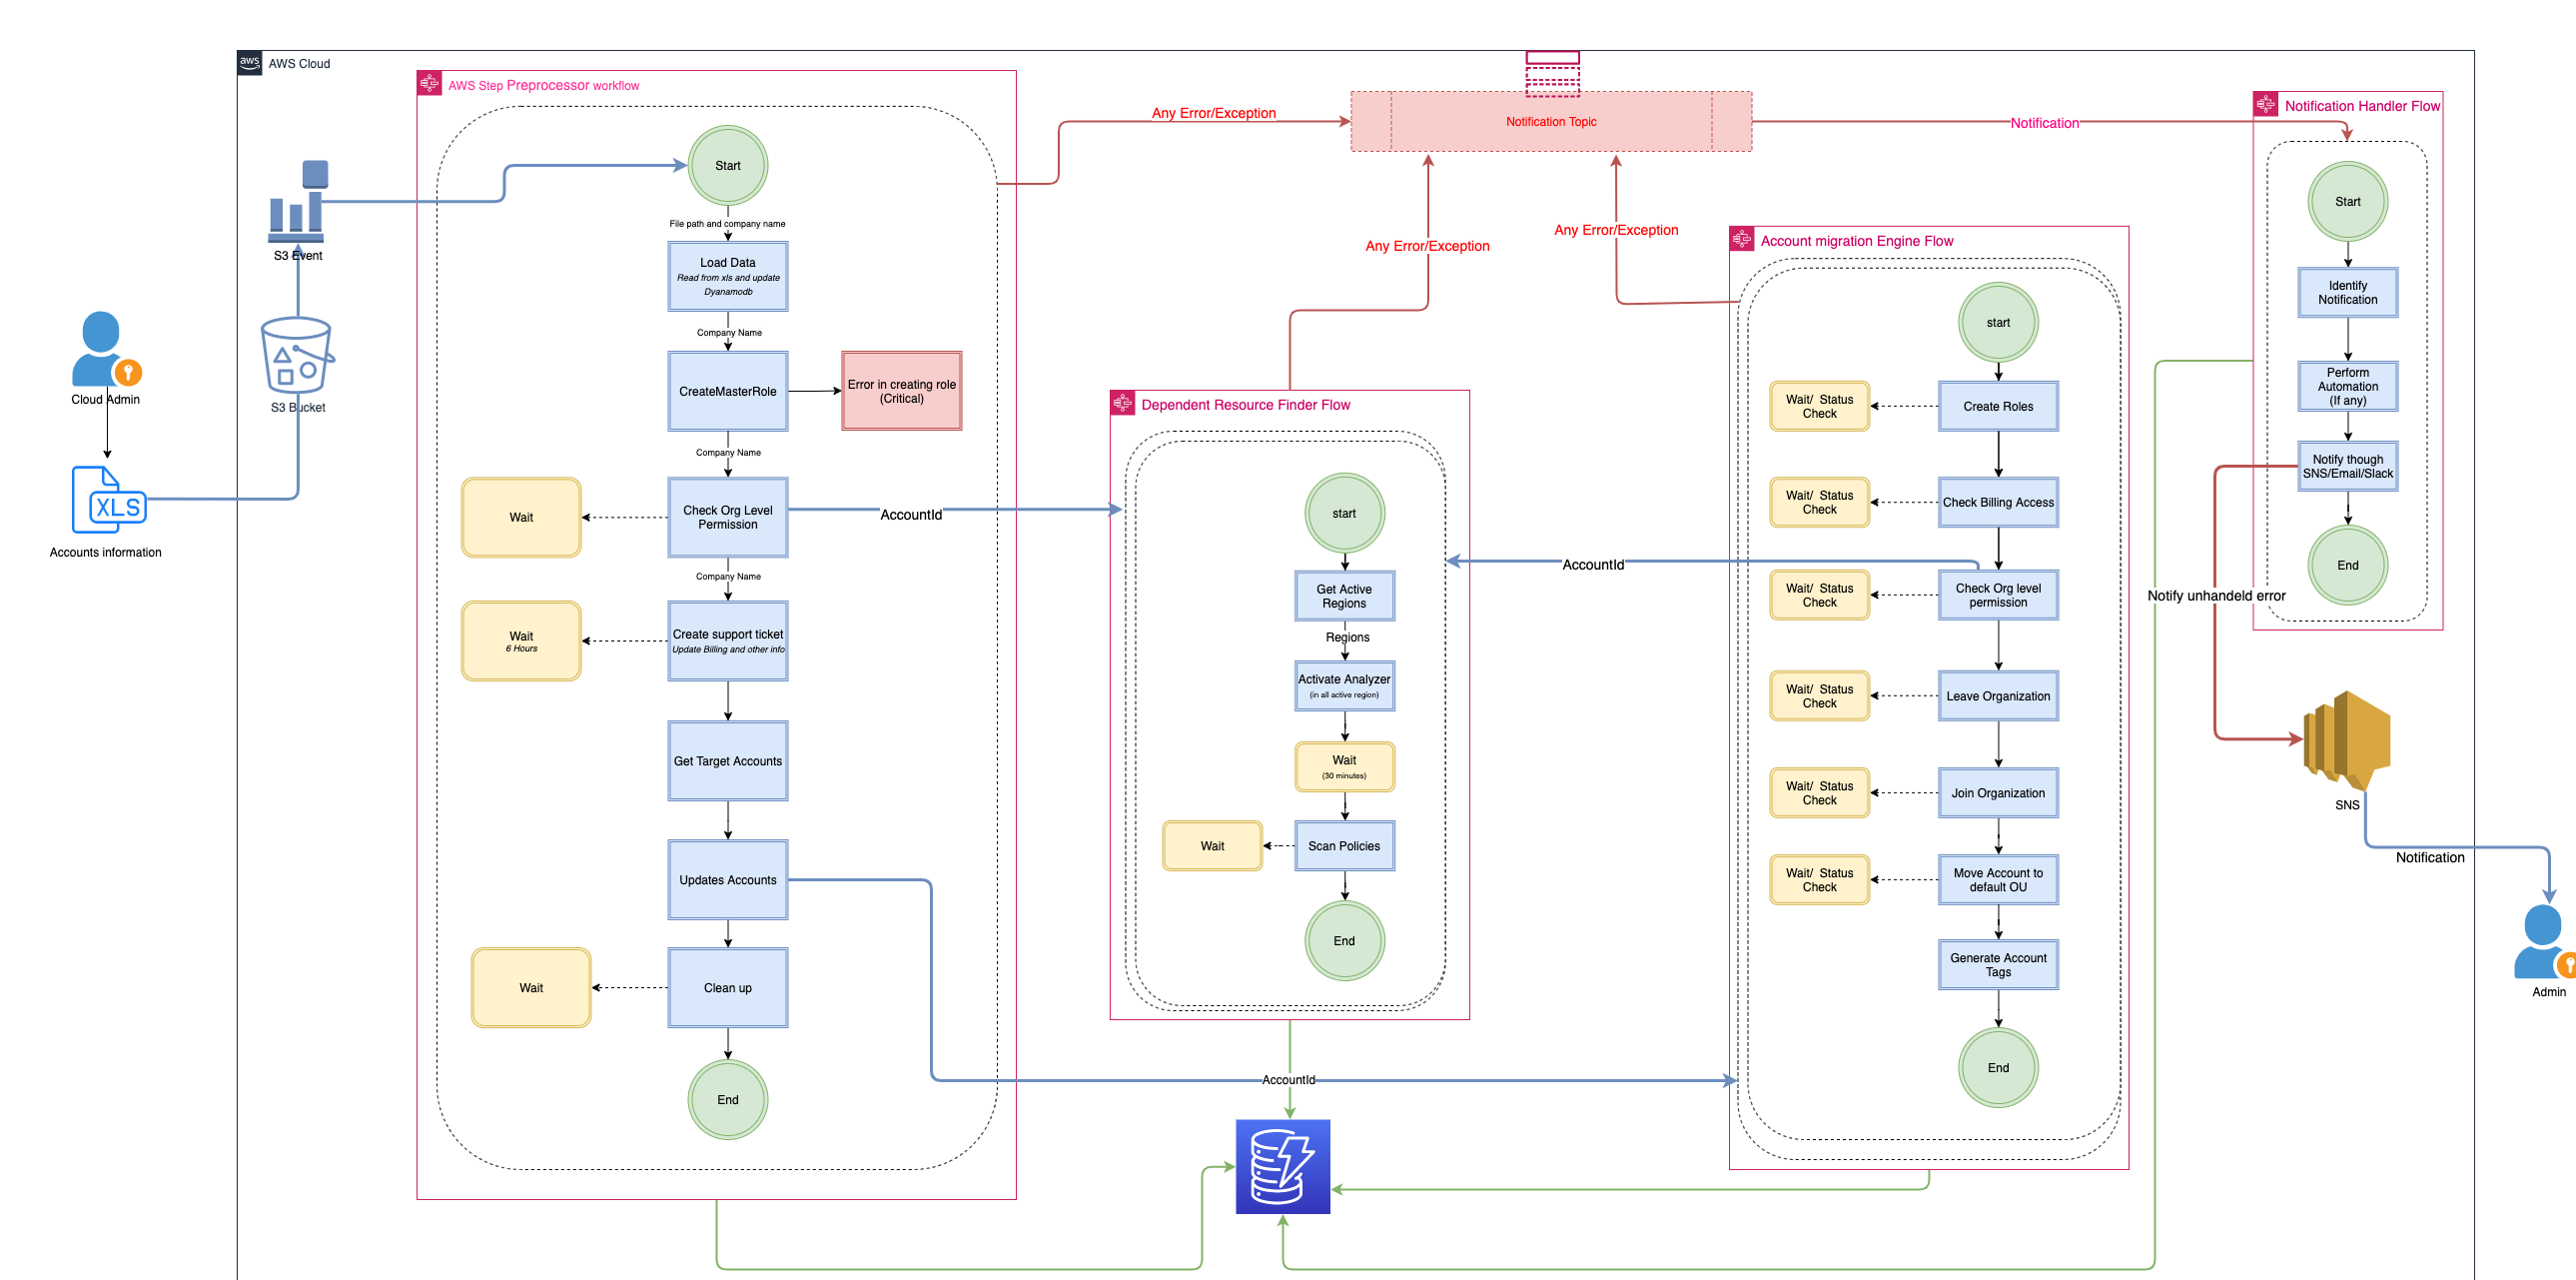 AWS Cloud
AWS Step Preprocessor workflow
Start
File path and company name
Load Data
Read from xls and update
Dyanamodb
Company Name
CreateMasterRole
Error in creating role
(Critical)
Company Name
Check Org Level
Permission
Wait
AccountId
Company Name
Create support ticket
Update Billing and other info
Wait
6 Hours
Get Target Accounts
Updates Accounts
Clean up
Wait
End
S3 Event
S3 Bucket
Cloud Admin
XLS
Accounts information
Any Error/Exception
Notification Topic
Notification
Any Error/Exception
Any Error/Exception
Dependent Resource Finder Flow
start
Get Active
Regions
Regions
Activate Analyzer
(in all active region)
Wait
(30 minutes)
Scan Policies
Wait
End
AccountId
AccountId
Account migration Engine Flow
start
Create Roles
Wait/ Status
Check
Check Billing Access
Wait/ Status
Check
Check Org level
permission
Wait/ Status
Check
Leave Organization
Wait/ Status
Check
Join Organization
Wait/ Status
Check
Move Account to
default OU
Wait/ Status
Check
Generate Account
Tags
End
Notification Handler Flow
Start
Identify
Notification
Perform
Automation
(If any)
Notify though
SNS/Email/Slack
End
Notify unhandeld error
SNS
Notification
Admin
aws